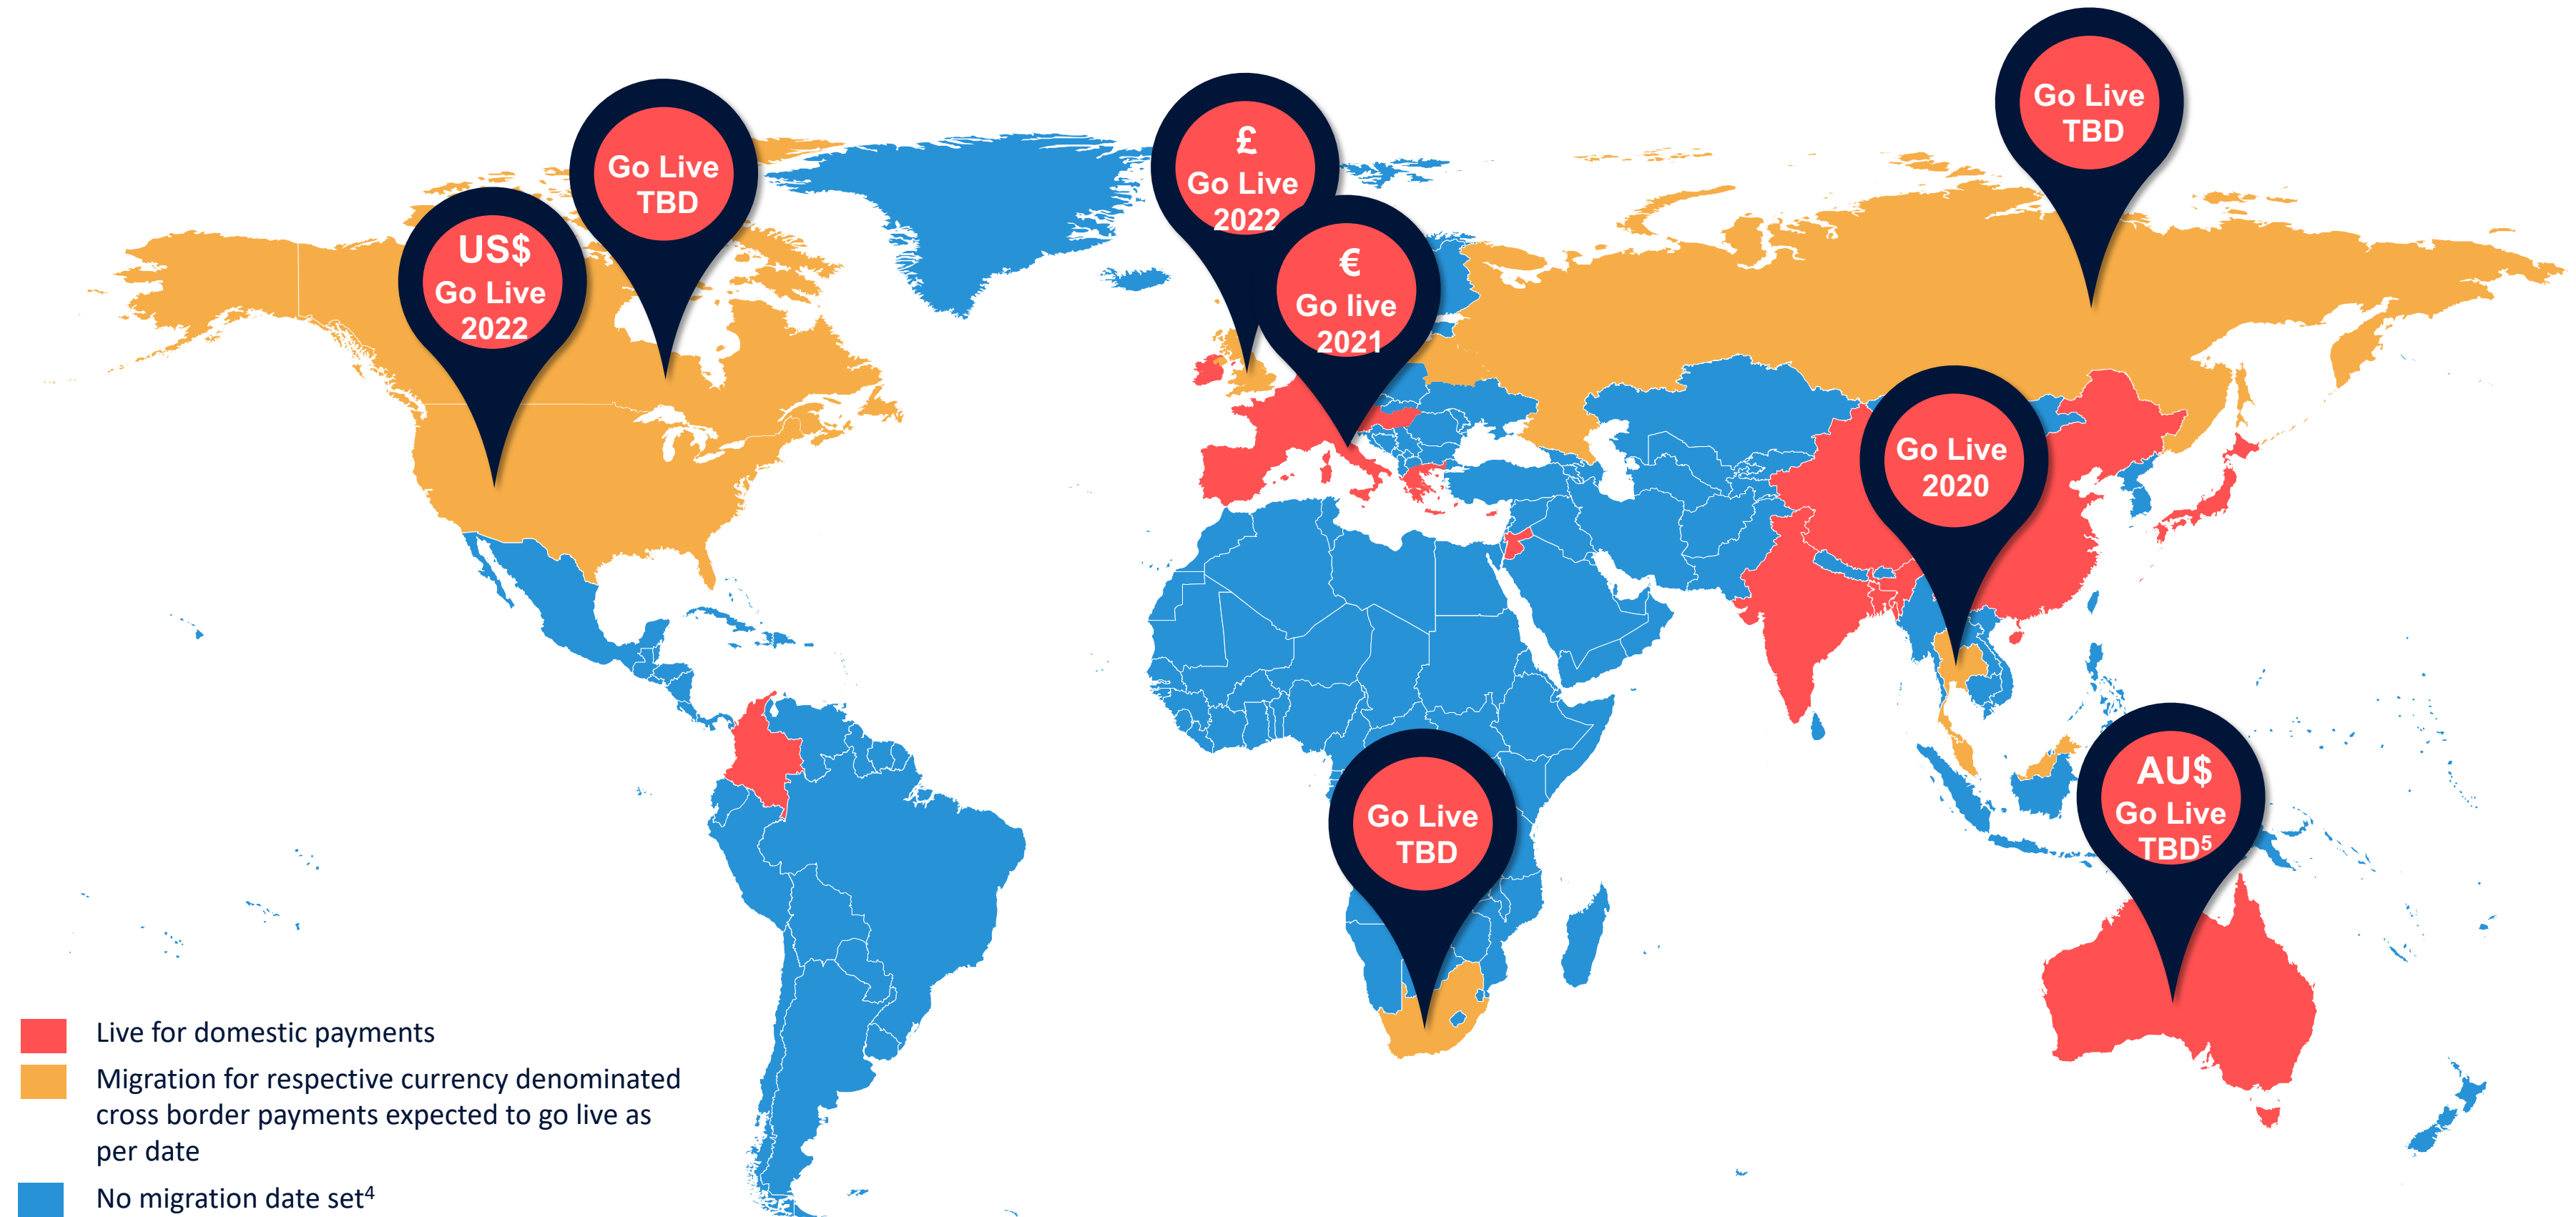 Go Live
TBD
Go Live
TBD
£
Go Live
2022
US$
Go Live
2022
€
Go live
2021
Go Live
2020
Go Live
TBD
AU$
Go Live
TBD⁵
Live for domestic payments
Migration for respective currency denominated
cross border payments expected to go live as
per date
No migration date set⁴